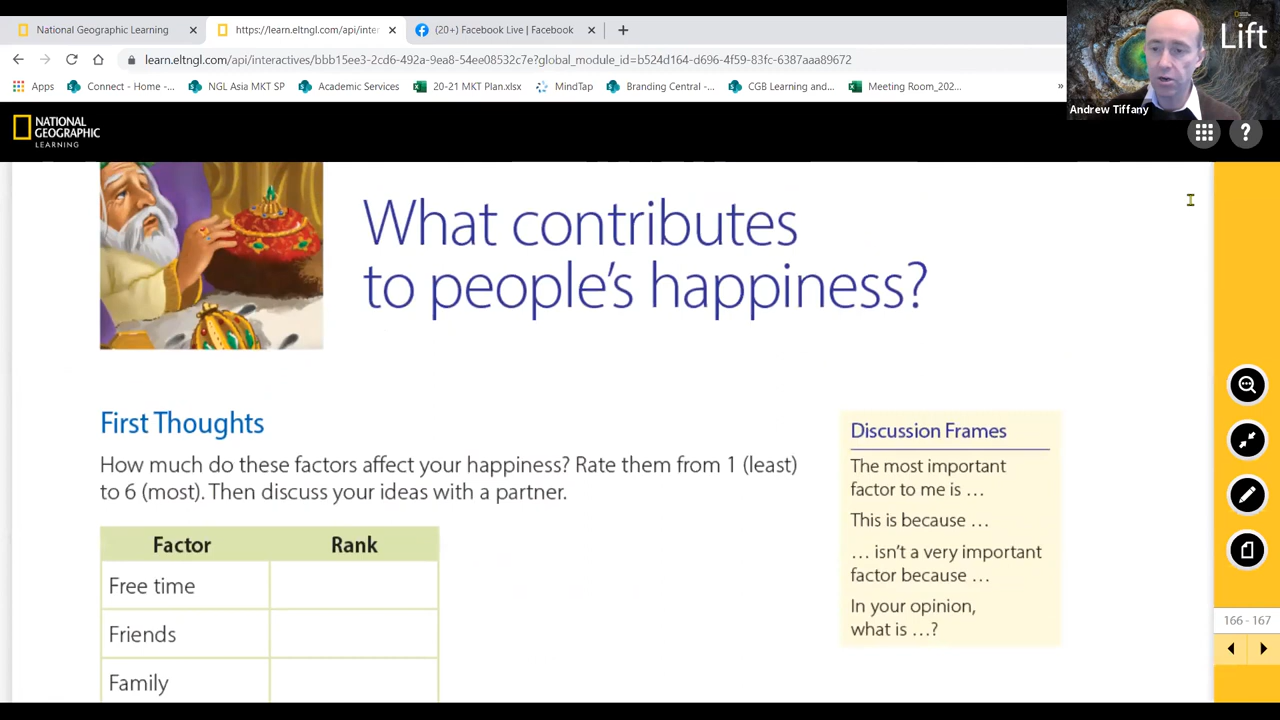 National Geographic Learning
https://learn.eltngl.com/api/inter
(20+) Facebook Live | Facebook
Lift
learn.eltngl.com/api/interactives/bbb15ee3-2cd6-492a-9ea8-54ee08532c7e?global_module_id=b524d164-d696-4f59-83fc-6387aaa89672
Apps
Connect - Home -...
NGL Asia MKT SP
Academic Services
20-21 MKT Plan.xlsx
MindTap
Branding Central -...
CGB Learning and...
Meeting Room_202...
»
Andrew Tiffany
NATIONAL
GEOGRAPHIC
LEARNING
?
What contributes
to people's happiness?
First Thoughts
How much do these factors affect your happiness? Rate them from 1 (least)
to 6 (most). Then discuss your ideas with a partner.
Factor Rank
Free time
Friends
Family
Discussion Frames
The most important
factor to me is …
This is because …
… isn't a very important
factor because …
In your opinion,
what is …?
166 - 167